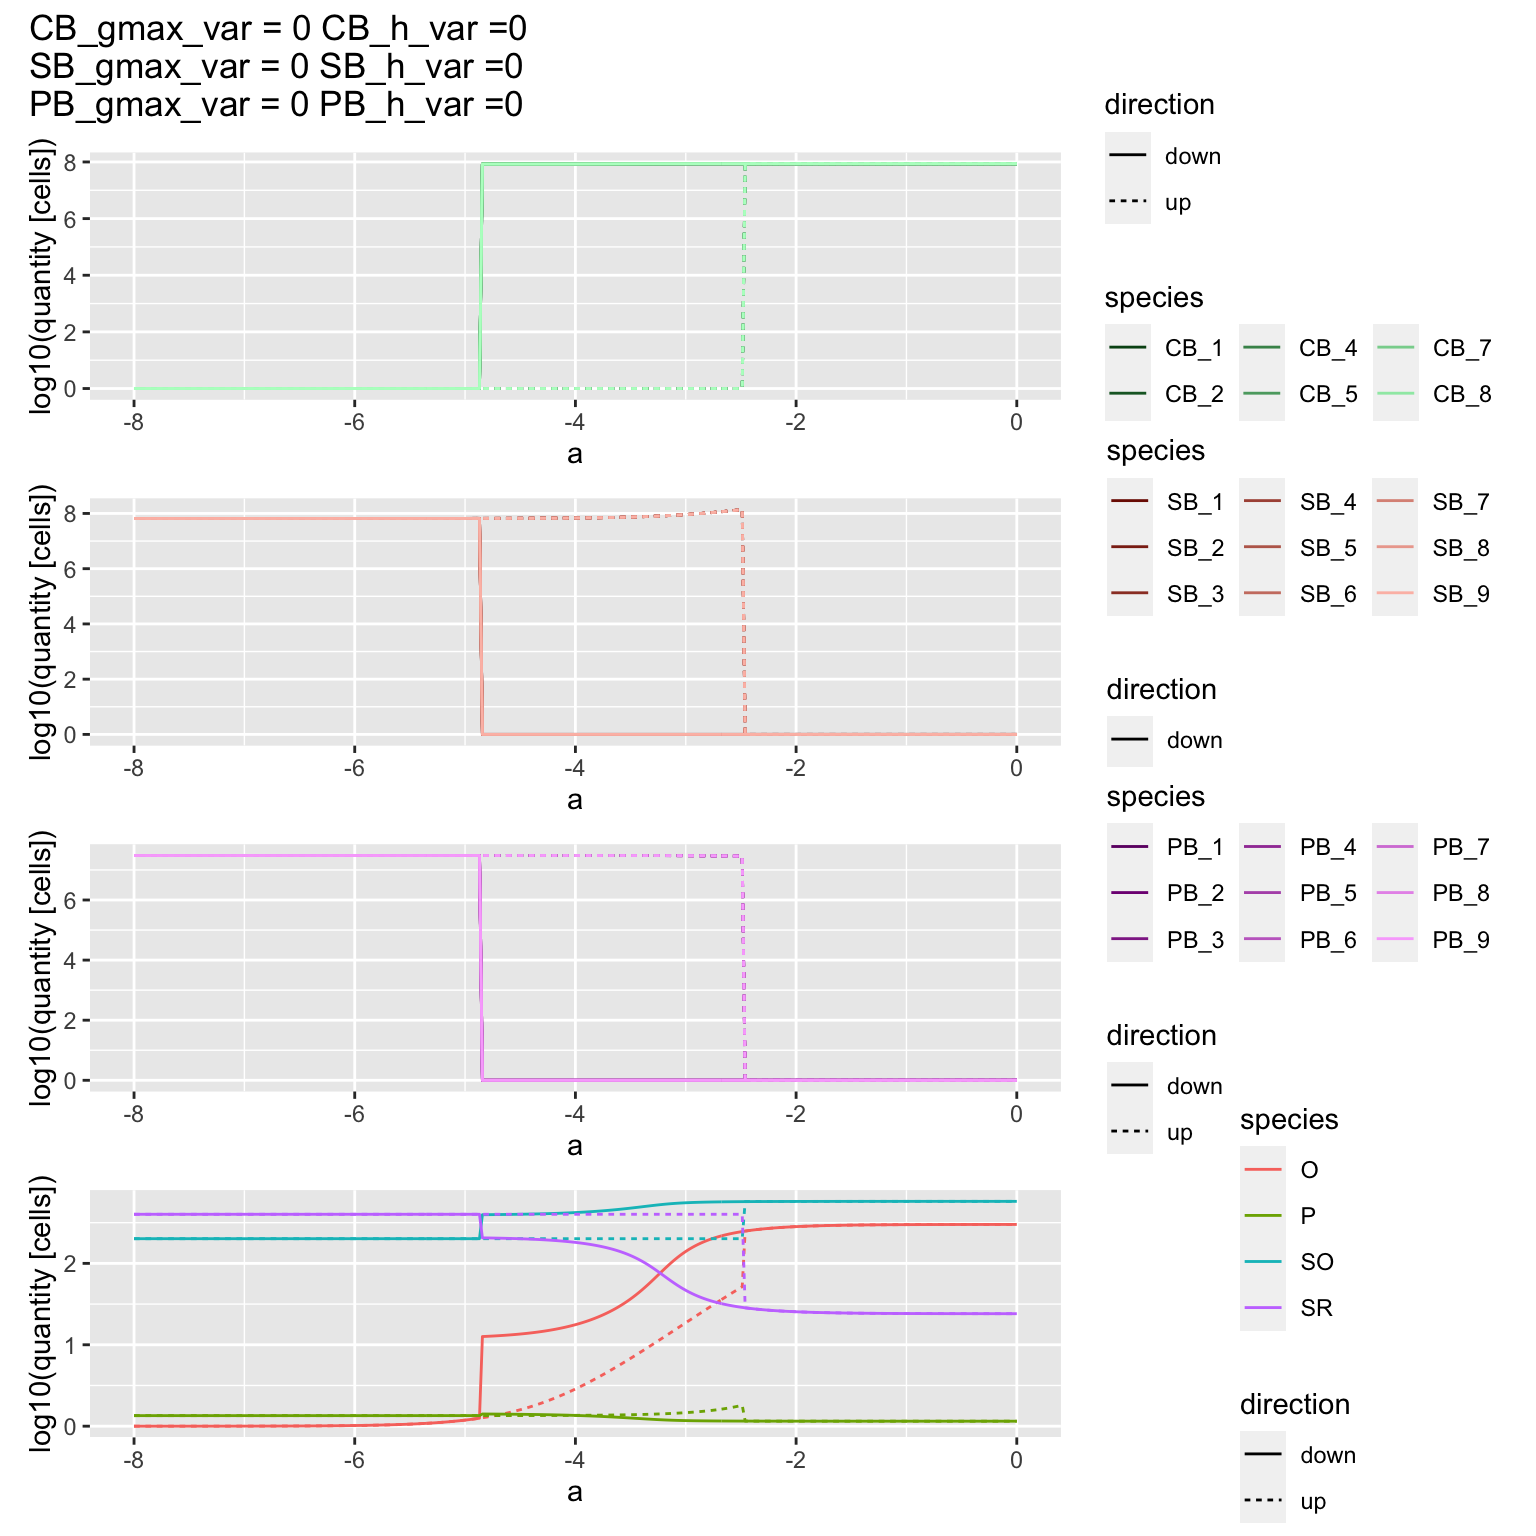 CB_gmax_var = 0 CB_h_var =0
SB_gmax_var = 0 SB_h_var =0
PB_gmax_var = 0 PB_h_var =0
log10(quantity [cells])
8
6
4
2
0
-8 -6 -4 -2 0
a
log10(quantity [cells])
8
6
4
2
0
-8 -6 -4 -2 0
a
log10(quantity [cells])
6
4
2
0
-8 -6 -4 -2 0
a
log10(quantity [cells])
2
1
0
-8 -6 -4 -2 0
a
direction
down
up
species
CB_1 CB_4 CB_7
CB_2 CB_5 CB_8
species
SB_1 SB_4 SB_7
SB_2 SB_5 SB_8
SB_3 SB_6 SB_9
direction
down
species
PB_1 PB_4 PB_7
PB_2 PB_5 PB_8
PB_3 PB_6 PB_9
direction
down
up
species
O
P
SO
SR
direction
down
up